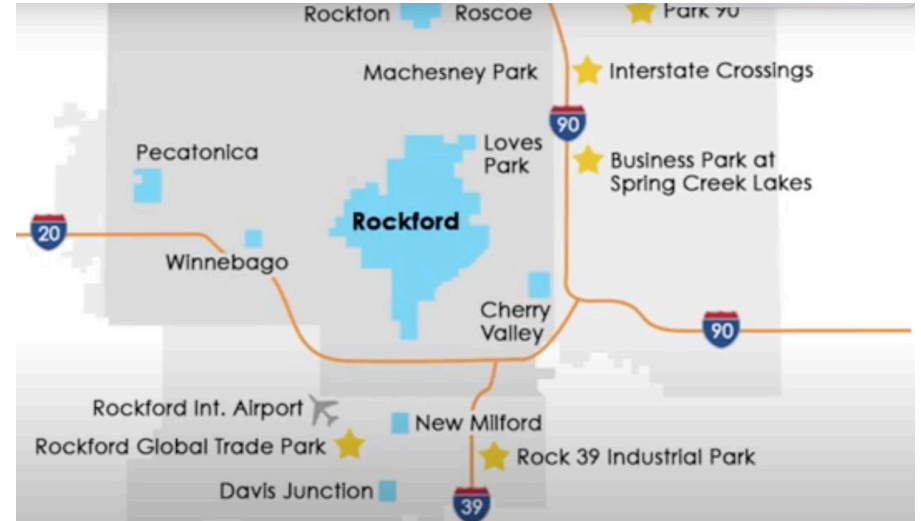 Rockton
Roscoe
Park 90
Machesney Park
Interstate Crossings
90
Pecatonica
Loves
Park
Business Park at
Spring Creek Lakes
Rockford
20
Winnebago
Cherry
Valley
90
Rockford Int. Airport
New Milford
Rockford Global Trade Park
Rock 39 Industrial Park
Davis Junction
39